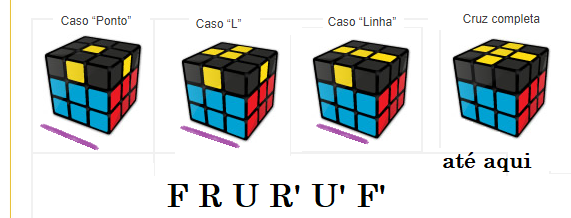 Caso “Ponto”
Caso “L”
Caso “Linha”
Cruz completa
até aqui
F R U R' U' F'